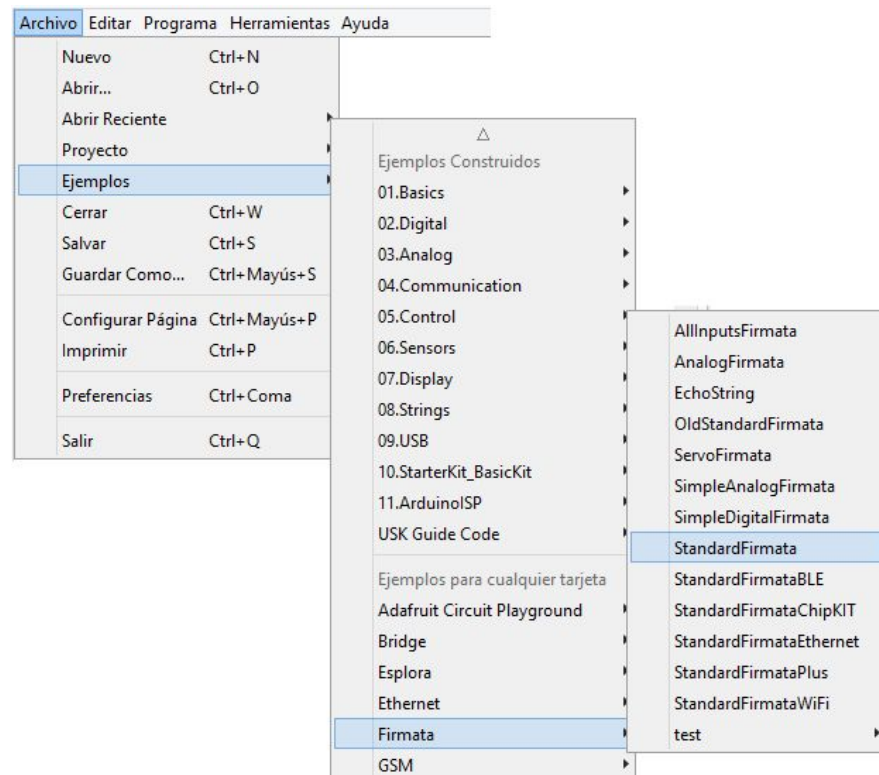 Archivo Editar Programa Herramientas Ayuda
Nuevo Ctrl+N
Abrir... Ctrl+O
Abrir Reciente
Proyecto
Ejemplos
Cerrar Ctrl+W
Salvar Ctrl+S
Guardar Como... Ctrl+Mayús+S
Configurar Página Ctrl+Mayús+P
Imprimir Ctrl+P
Preferencias Ctrl+Coma
Salir Ctrl+Q
Ejemplos Construidos
01.Basics
02.Digital
03.Analog
04.Communication
05.Control
06.Sensors
07.Display
08.Strings
09.USB
10.StarterKit_BasicKit
11.ArduinoISP
USK Guide Code
Ejemplos para cualquier tarjeta
Adafruit Circuit Playground
Bridge
Esplora
Ethernet
Firmata
GSM
AllInputsFirmata
AnalogFirmata
EchoString
OldStandardFirmata
ServoFirmata
SimpleAnalogFirmata
SimpleDigitalFirmata
StandardFirmata
StandardFirmataBLE
StandardFirmataChipKIT
StandardFirmataEthernet
StandardFirmataPlus
StandardFirmataWiFi
test